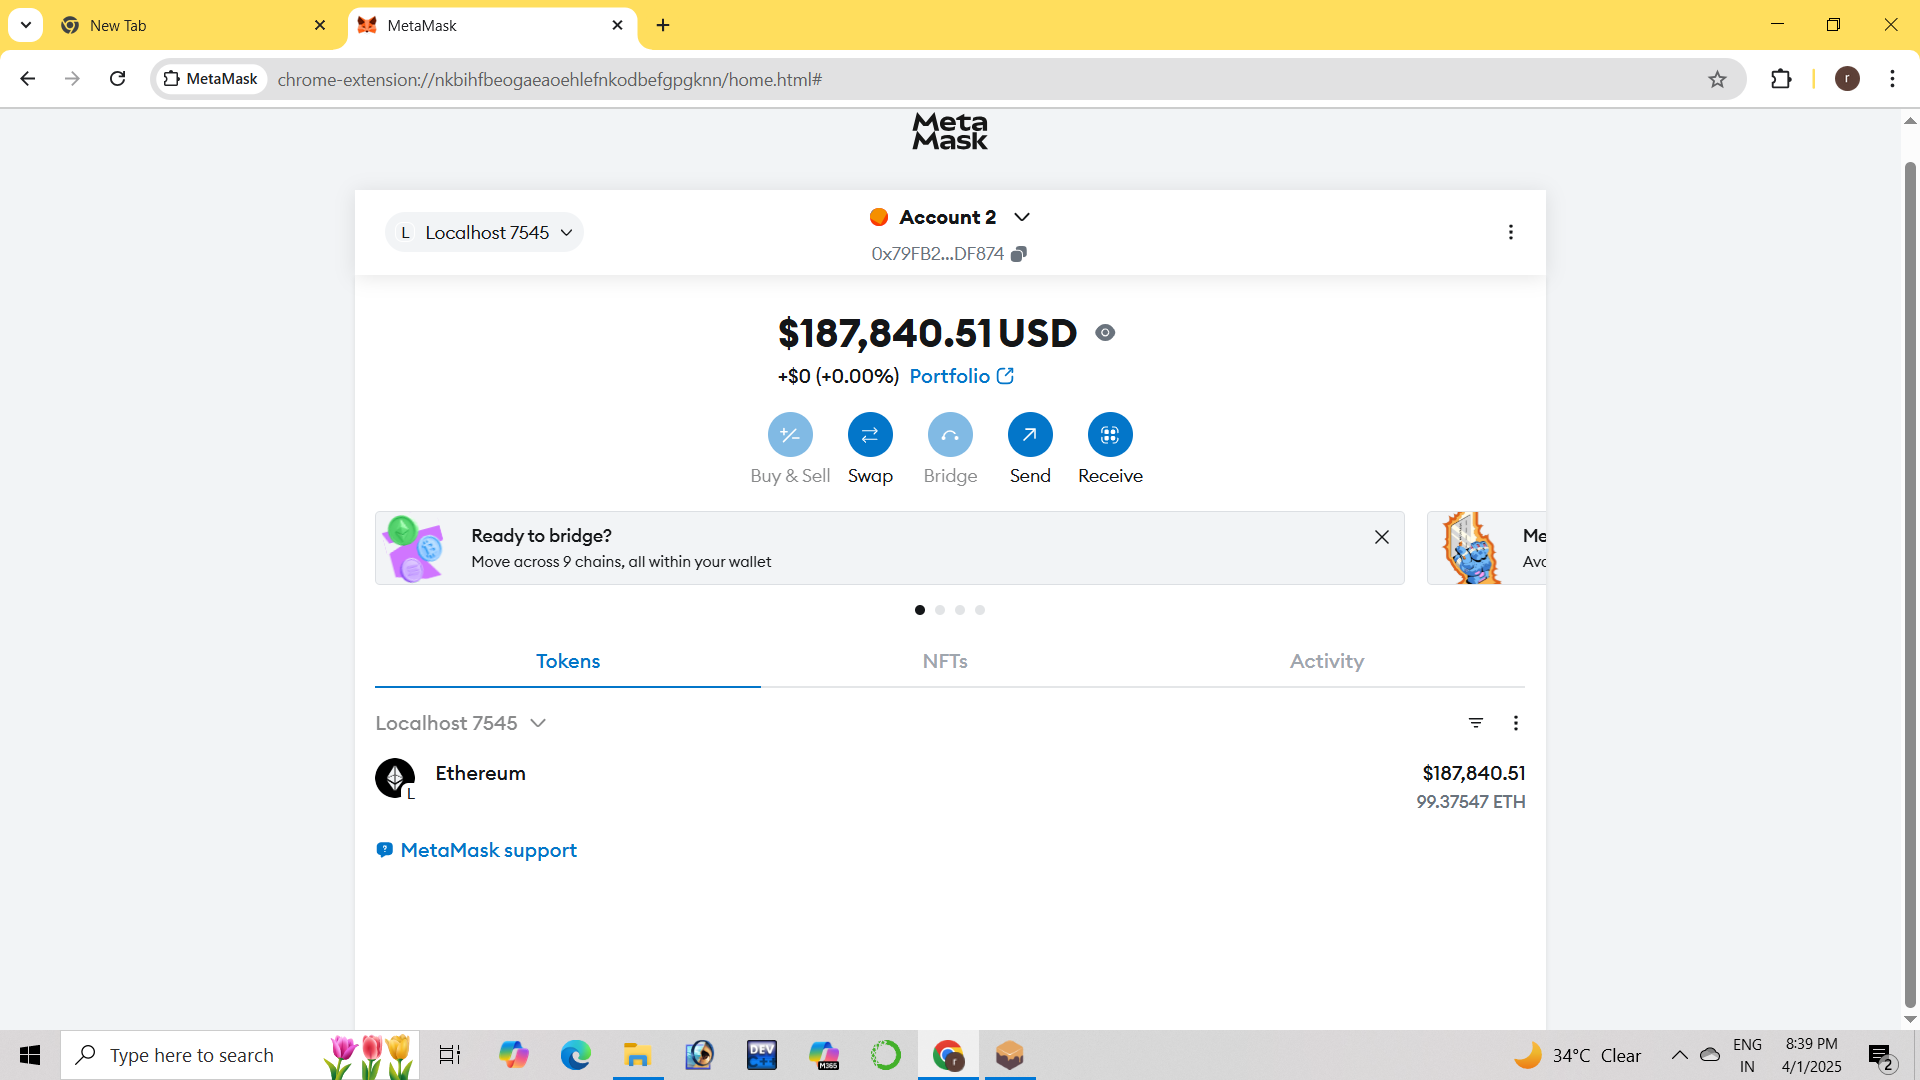 New Tab
MetaMask
MetaMask
chrome-extension://nkbihfbeogaeaoehlefnkodbefgpgknn/home.html#
r
Meta
Mask
L Localhost 7545
Account 2
0x79FB2...DF874
$187,840.51 USD
+$0 (+0.00%) Portfolio
Buy & Sell
Swap
Bridge
Send
Receive
Ready to bridge?
Move across 9 chains, all within your wallet
Me
Avo
Tokens
NFTs
Activity
Localhost 7545
Ethereum
L
$187,840.51
99.37547 ETH
MetaMask support
Type here to search
DEV
C++
M365
r
34°C Clear
ENG
IN
8:39 PM
4/1/2025
2